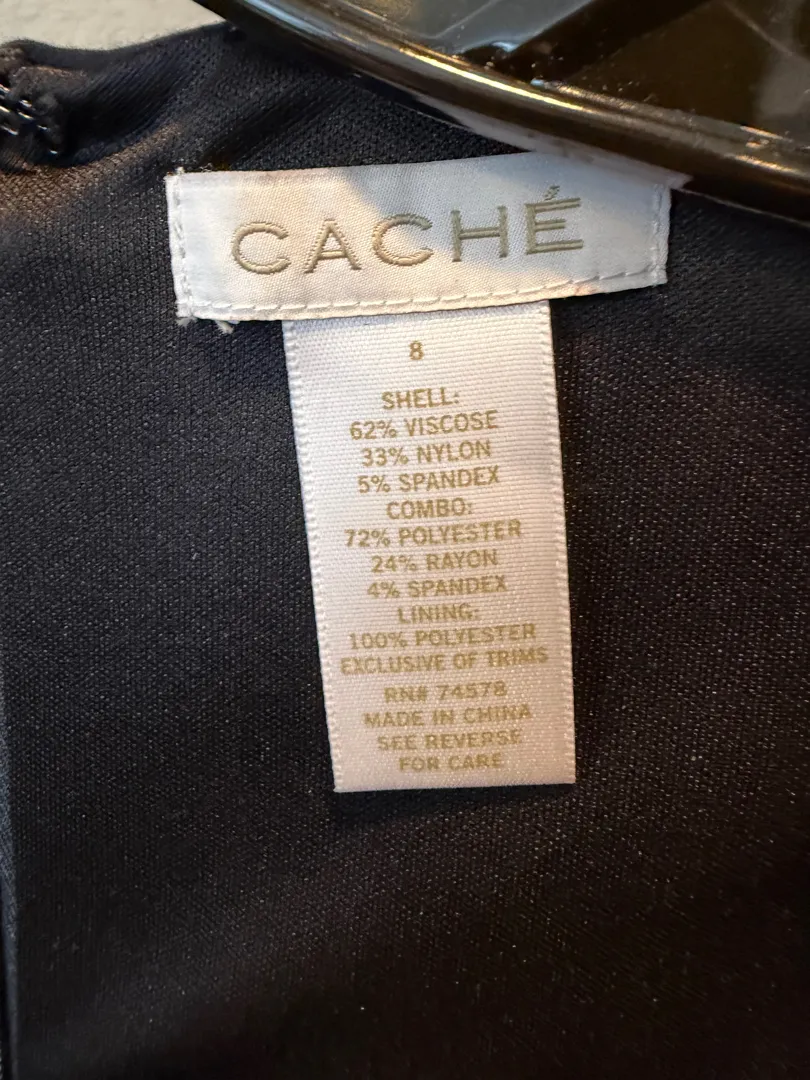 CACHÉ
8
SHELL:
62% VISCOSE
33% NYLON
5% SPANDEX
COMBO:
72% POLYESTER
24% RAYON
4% SPANDEX
LINING:
100% POLYESTER
EXCLUSIVE OF TRIMS
RN# 74578
MADE IN CHINA
SEE REVERSE
FOR CARE